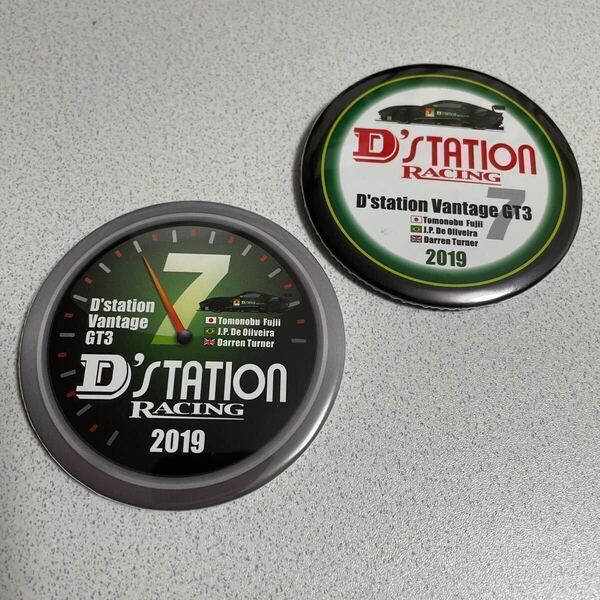 7
D'station
Vantage
GT3
Tomonobu Fujii
J.P. De Oliveira
Darren Turner
D'STATION
RACING
2019
D'STATION
RACING
7
D'station Vantage GT3
Tomonobu Fujii
J.P. De Oliveira
Darren Turner
2019